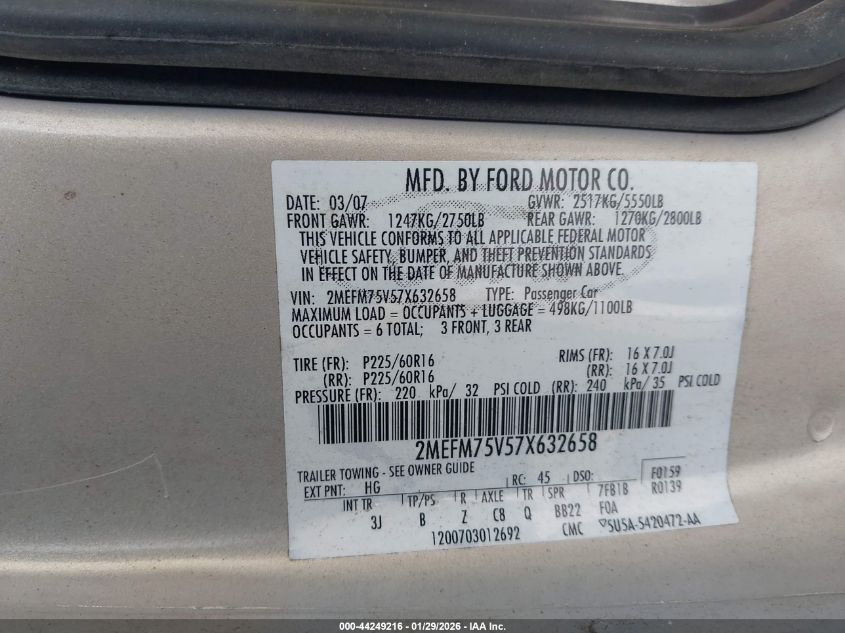 MFD. BY FORD MOTOR CO.
DATE: 03/07 GVWR: 2517KG/5550LB
FRONT GAWR: 1247KG/2750LB REAR GAWR: 1270KG/2800LB
THIS VEHICLE CONFORMS TO ALL APPLICABLE FEDERAL MOTOR
VEHICLE SAFETY, BUMPER, AND THEFT PREVENTION STANDARDS
IN EFFECT ON THE DATE OF MANUFACTURE SHOWN ABOVE.
VIN: 2MEFM75V57X632658 TYPE: Passenger Car
MAXIMUM LOAD = OCCUPANTS + LUGGAGE = 498KG/1100LB
OCCUPANTS = 6 TOTAL; 3 FRONT, 3 REAR
TIRE (FR): P225/60R16 RIMS (FR): 16 X 7.0J
(RR): P225/60R16 (RR): 16 X 7.0J
PRESSURE (FR): 220 kPa/ 32 PSI COLD (RR): 240 kPa/ 35 PSI COLD
2MEFM75V57X632658
TRAILER TOWING - SEE OWNER GUIDE
EXT PNT: HG RC: 45 DSO: F0159
R0139
INT TR TP/PS R AXLE TR SPR 7FB1B
3J B Z C8 Q BB22 FOA
1200703012692 CMC ▽SU5A-5420472-AA
000-44249216 - 01/29/2026 - IAA Inc.